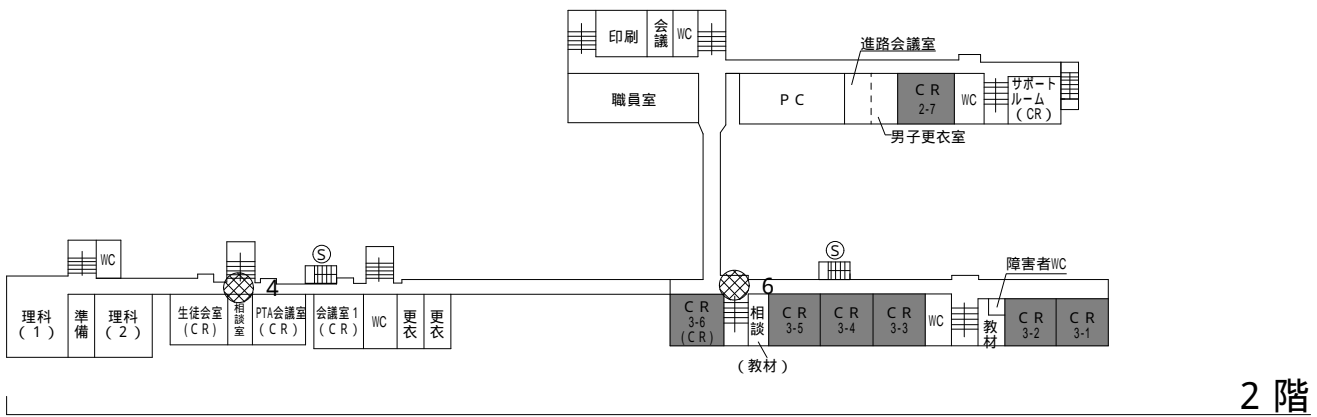 印刷
会議
WC
進路会議室
職員室
PC
CR
2-7
WC
サポート
ルーム
(CR)
男子更衣室
WC
S
S
障害者WC
4
6
理科
(1)
準備
理科
(2)
生徒会室
(CR)
相談室
PTA会議室
(CR)
会議室1
(CR)
WC
更衣
更衣
CR
3-6
(CR)
相談
CR
3-5
CR
3-4
CR
3-3
WC
教材
CR
3-2
CR
3-1
(教材)
2階